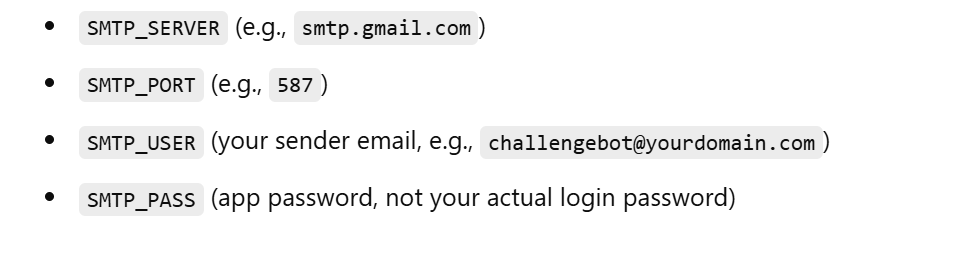 • SMTP_SERVER (e.g., smtp.gmail.com)
• SMTP_PORT (e.g., 587)
• SMTP_USER (your sender email, e.g., challengebot@yourdomain.com)
• SMTP_PASS (app password, not your actual login password)